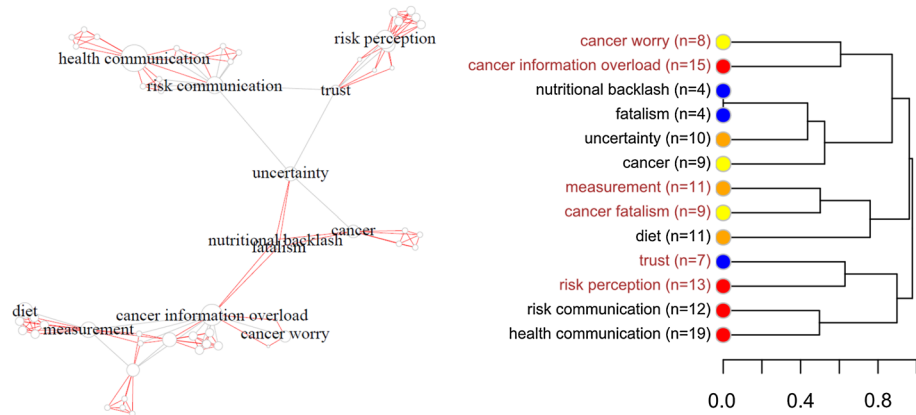 risk perception
health communication
risk communication
trust
uncertainty
cancer
nutritional backlash
fatalism
diet
cancer information overload
measurement
cancer worry
cancer worry (n=8)
cancer information overload (n=15)
nutritional backlash (n=4)
fatalism (n=4)
uncertainty (n=10)
cancer (n=9)
measurement (n=11)
cancer fatalism (n=9)
diet (n=11)
trust (n=7)
risk perception (n=13)
risk communication (n=12)
health communication (n=19)
0.0 0.4 0.8